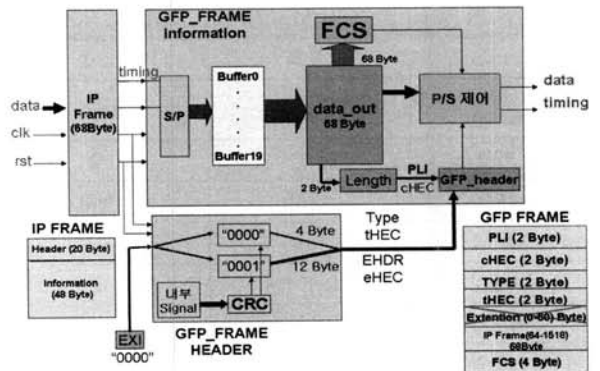 GFP_FRAME
Information
FCS
timing
68 Byte
IP
Frame
(68Byte)
S/P
Buffer0
Buffer19
data_out
68 Byte
P/S 제어
data
timing
data
clk
rst
2 Byte
Length
PLI
cHEC
GFP_header
IP FRAME
Header (20 Byte)
Information
(48 Byte)
"0000"
4 Byte
"0001"
12 Byte
내부
Signal
CRC
GFP_FRAME
HEADER
EXI
"0000"
Type
tHEC
EHDR
eHEC
GFP FRAME
PLI (2 Byte)
cHEC (2 Byte)
TYPE (2 Byte)
tHEC (2 Byte)
Extention (0-60) Byte)
IP Frame(64-1518)
68Byte
FCS (4 Byte)